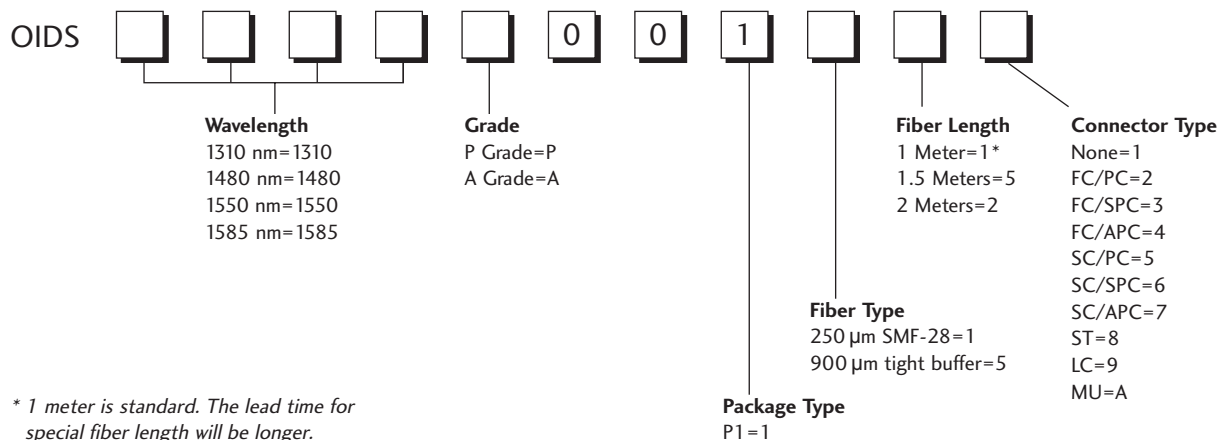 OIDS 0 0 1
Wavelength
1310 nm=1310
1480 nm=1480
1550 nm=1550
1585 nm=1585
Grade
P Grade=P
A Grade=A
Fiber Length
1 Meter=1*
1.5 Meters=5
2 Meters=2
Connector Type
None=1
FC/PC=2
FC/SPC=3
FC/APC=4
SC/PC=5
SC/SPC=6
SC/APC=7
ST=8
LC=9
MU=A
Fiber Type
250 µm SMF-28=1
900 µm tight buffer=5
Package Type
P1=1
* 1 meter is standard. The lead time for
special fiber length will be longer.